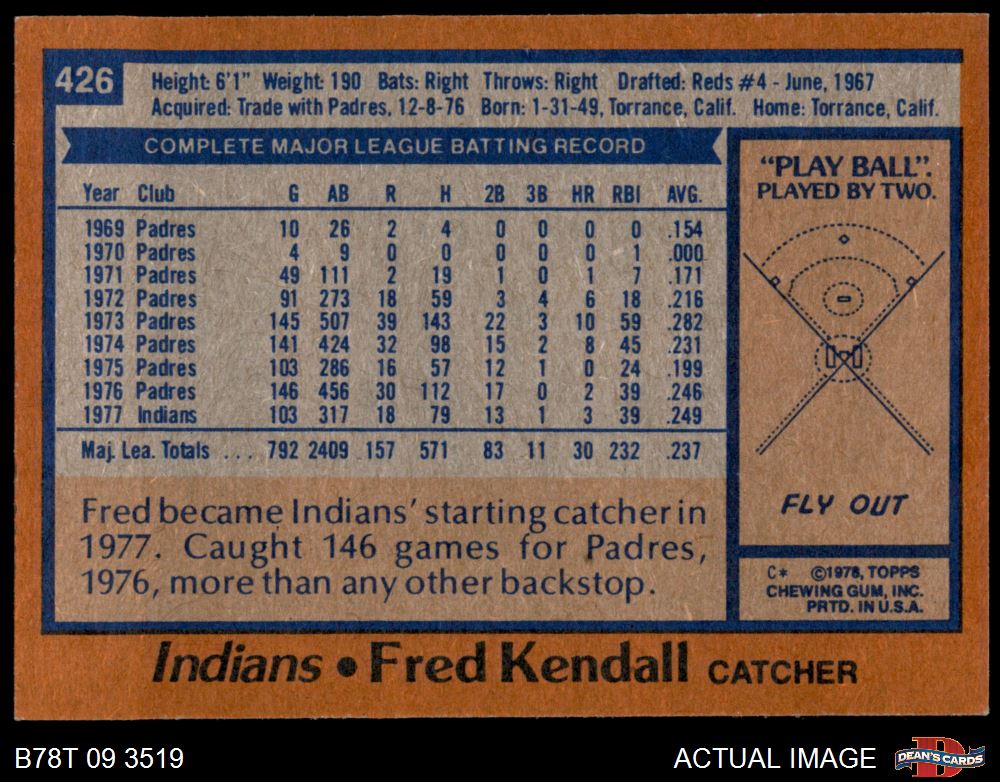 426
Height: 6'1" Weight: 190 Bats: Right Throws: Right Drafted: Reds #4 - June, 1967
Acquired: Trade with Padres, 12-8-76 Born: 1-31-49, Torrance, Calif. Home: Torrance, Calif.
COMPLETE MAJOR LEAGUE BATTING RECORD
Year Club G AB R H 2B 3B HR RBI AVG.
1969 Padres 10 26 2 4 0 0 0 0 .154
1970 Padres 4 9 0 0 0 0 0 1 .000
1971 Padres 49 111 2 19 1 0 1 7 .171
1972 Padres 91 273 18 59 3 4 6 18 .216
1973 Padres 145 507 39 143 22 3 10 59 .282
1974 Padres 141 424 32 98 15 2 8 45 .231
1975 Padres 103 286 16 57 12 1 0 24 .199
1976 Padres 146 456 30 112 17 0 2 39 .246
1977 Indians 103 317 18 79 13 1 3 39 .249
Maj. Lea. Totals ... 792 2409 157 571 83 11 30 232 .237
Fred became Indians' starting catcher in
1977. Caught 146 games for Padres,
1976, more than any other backstop.
"PLAY BALL".
PLAYED BY TWO.
FLY OUT
C* ©1978, TOPPS
CHEWING GUM, INC.
PRTD. IN U.S.A.
Indians • Fred Kendall CATCHER
B78T 09 3519
ACTUAL IMAGE
D
DEAN'S CARDS